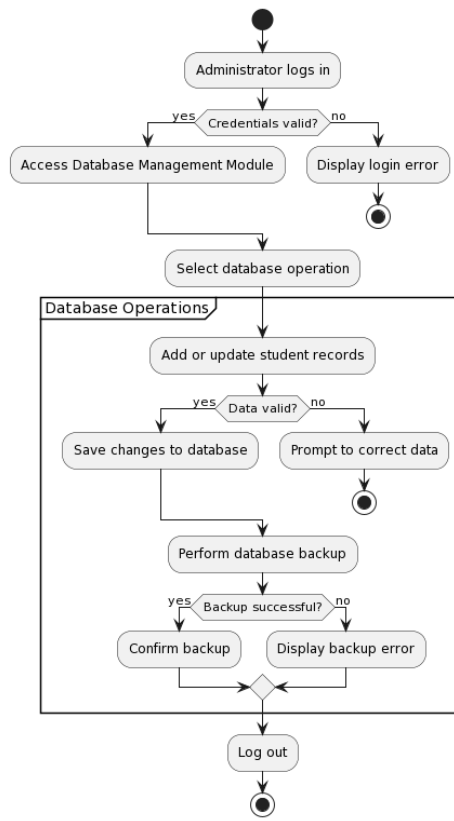 Administrator logs in
yes
Credentials valid?
no
Access Database Management Module
Display login error
Select database operation
Database Operations
Add or update student records
yes
Data valid?
no
Save changes to database
Prompt to correct data
Perform database backup
yes
Backup successful?
no
Confirm backup
Display backup error
Log out